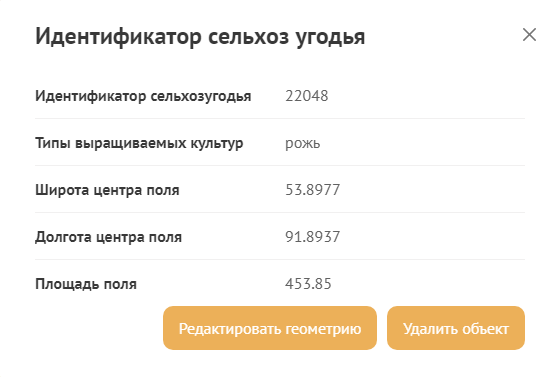 Идентификатор сельхоз угодья
Идентификатор сельхозугодья 22048
Типы выращиваемых культур рожь
Широта центра поля 53.8977
Долгота центра поля 91.8937
Площадь поля 453.85
Редактировать геометрию Удалить объект